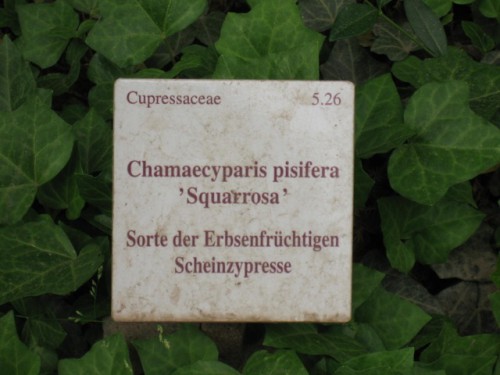 Cupressaceae 5.26
Chamaecyparis pisifera
'Squarrosa'
Sorte der Erbsenfrüchtigen
Scheinzypresse